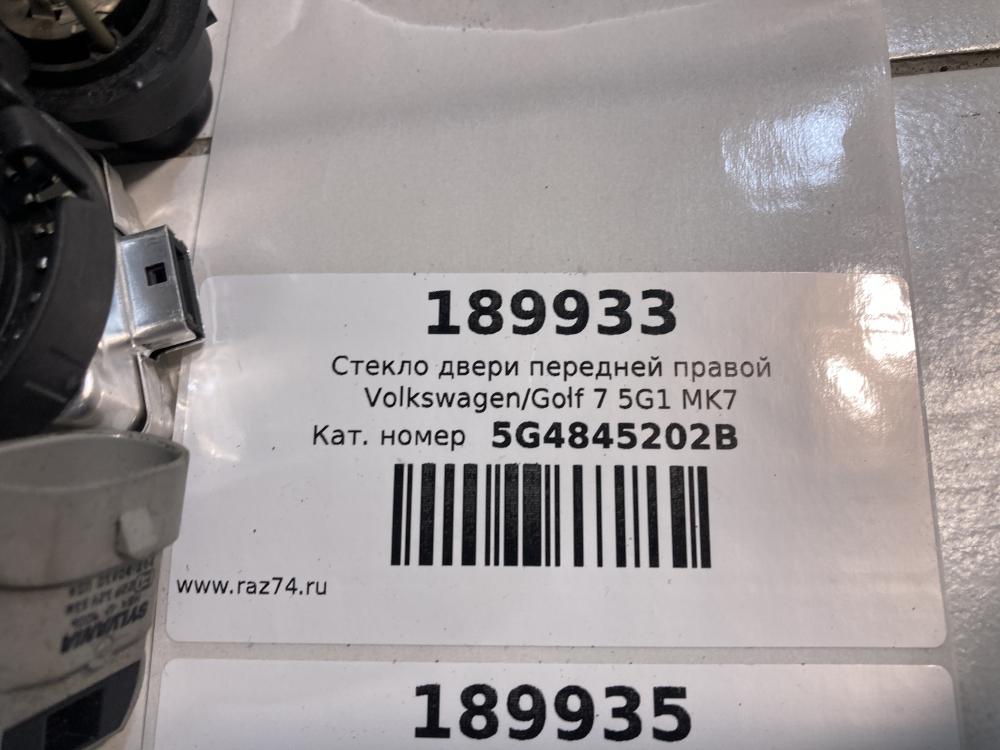 189933
Стекло двери передней правой
Volkswagen/Golf 7 5G1 MK7
Кат. номер 5G4845202B
www.raz74.ru
SYLVANIA
189935